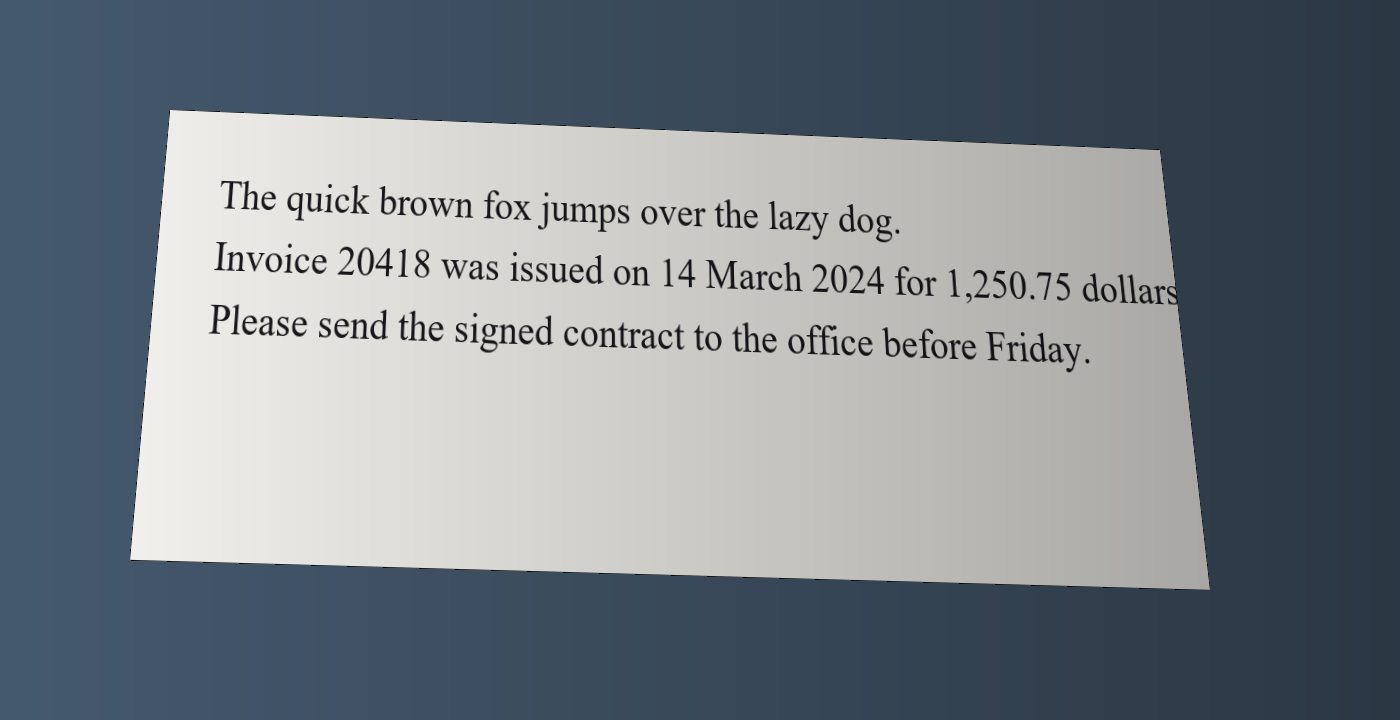 The quick brown fox jumps over the lazy dog.
Invoice 20418 was issued on 14 March 2024 for 1,250.75 dollars
Please send the signed contract to the office before Friday.